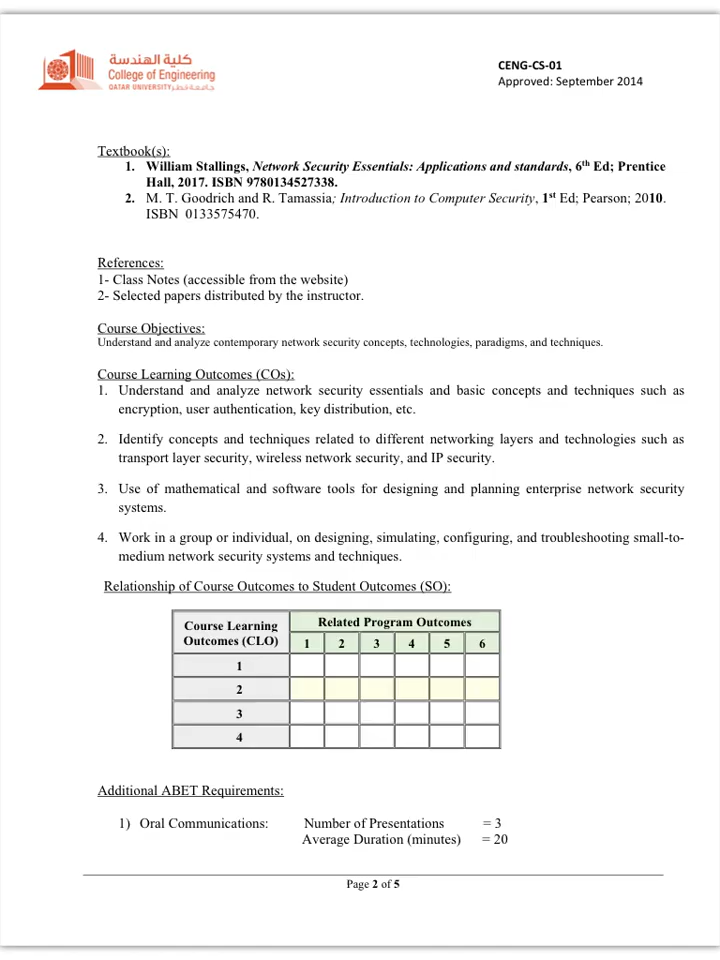 كلية الهندسة
College of Engineering
QATAR UNIVERSITY جامعة قطر
CENG-CS-01
Approved: September 2014
Textbook(s):
1. William Stallings, Network Security Essentials: Applications and standards, 6th Ed; Prentice
Hall, 2017. ISBN 9780134527338.
2. M. T. Goodrich and R. Tamassia; Introduction to Computer Security, 1st Ed; Pearson; 2010.
ISBN 0133575470.
References:
1- Class Notes (accessible from the website)
2- Selected papers distributed by the instructor.
Course Objectives:
Understand and analyze contemporary network security concepts, technologies, paradigms, and techniques.
Course Learning Outcomes (COs):
1. Understand and analyze network security essentials and basic concepts and techniques such as
encryption, user authentication, key distribution, etc.
2. Identify concepts and techniques related to different networking layers and technologies such as
transport layer security, wireless network security, and IP security.
3. Use of mathematical and software tools for designing and planning enterprise network security
systems.
4. Work in a group or individual, on designing, simulating, configuring, and troubleshooting small-to-
medium network security systems and techniques.
Relationship of Course Outcomes to Student Outcomes (SO):
Course Learning Outcomes (CLO)
Related Program Outcomes
1 2 3 4 5 6
1
2
3
4
Additional ABET Requirements:
1) Oral Communications: Number of Presentations = 3
Average Duration (minutes) = 20
Page 2 of 5